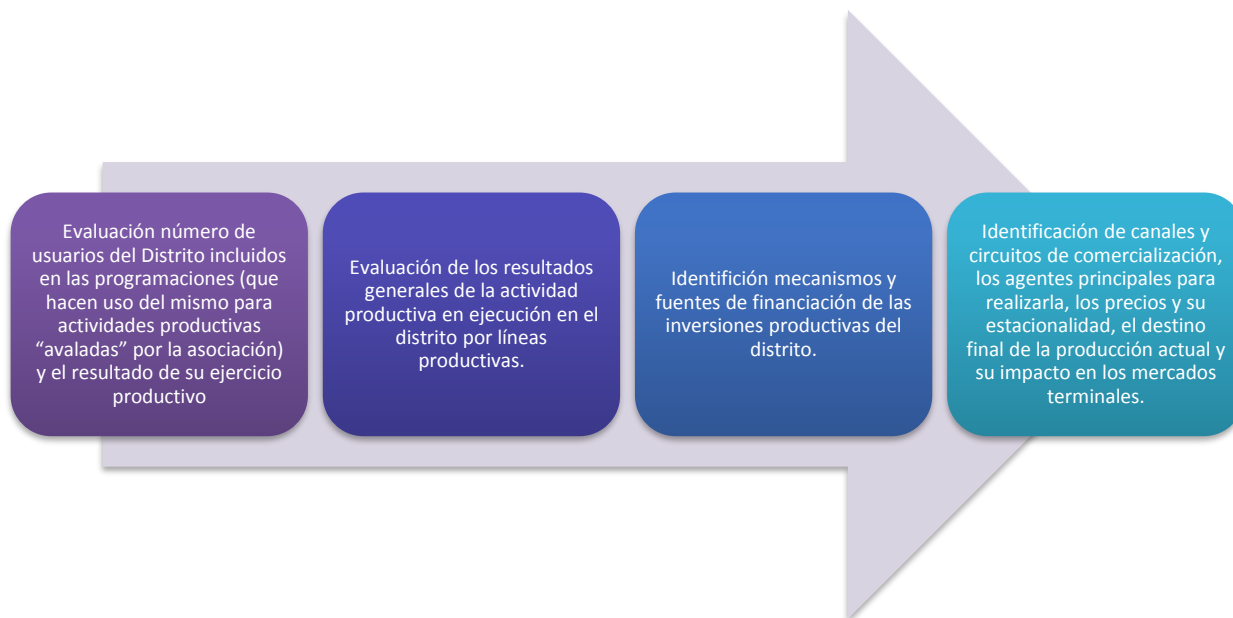 Evaluación número de
usuarios del Distrito incluidos
en las programaciones (que
hacen uso del mismo para
actividades productivas
“avaladas” por la asociación)
y el resultado de su ejercicio
productivo
Evaluación de los resultados
generales de la actividad
productiva en ejecución en el
distrito por líneas
productivas.
Identifición mecanismos y
fuentes de financiación de las
inversiones productivas del
distrito.
Identificación de canales y
circuitos de comercialización,
los agentes principales para
realizarla, los precios y su
estacionalidad, el destino
final de la producción actual y
su impacto en los mercados
terminales.